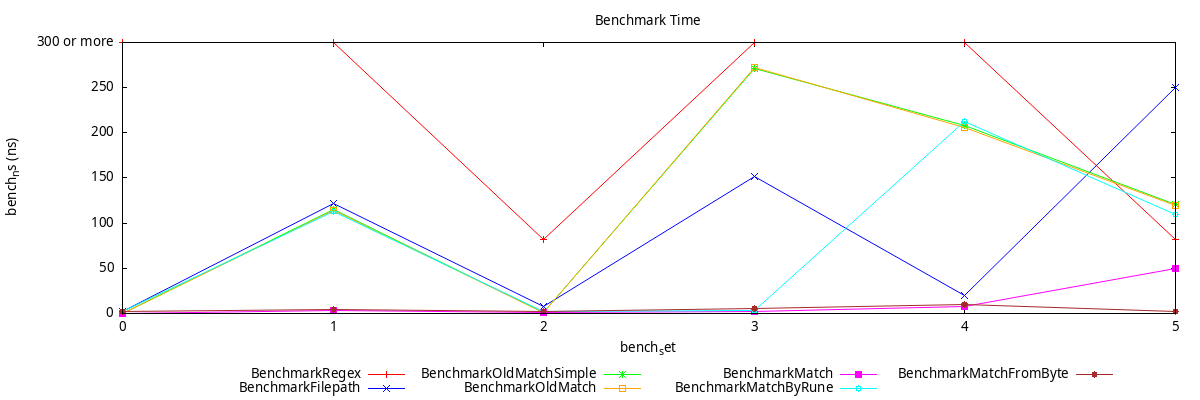 Benchmark Time
300 or more
250
200
150
100
50
0
bench_ns (ns)
0 1 2 3 4 5
bench_set
BenchmarkRegex BenchmarkOldMatchSimple BenchmarkMatch BenchmarkMatchFromByte
BenchmarkFilepath BenchmarkOldMatch BenchmarkMatchByRune